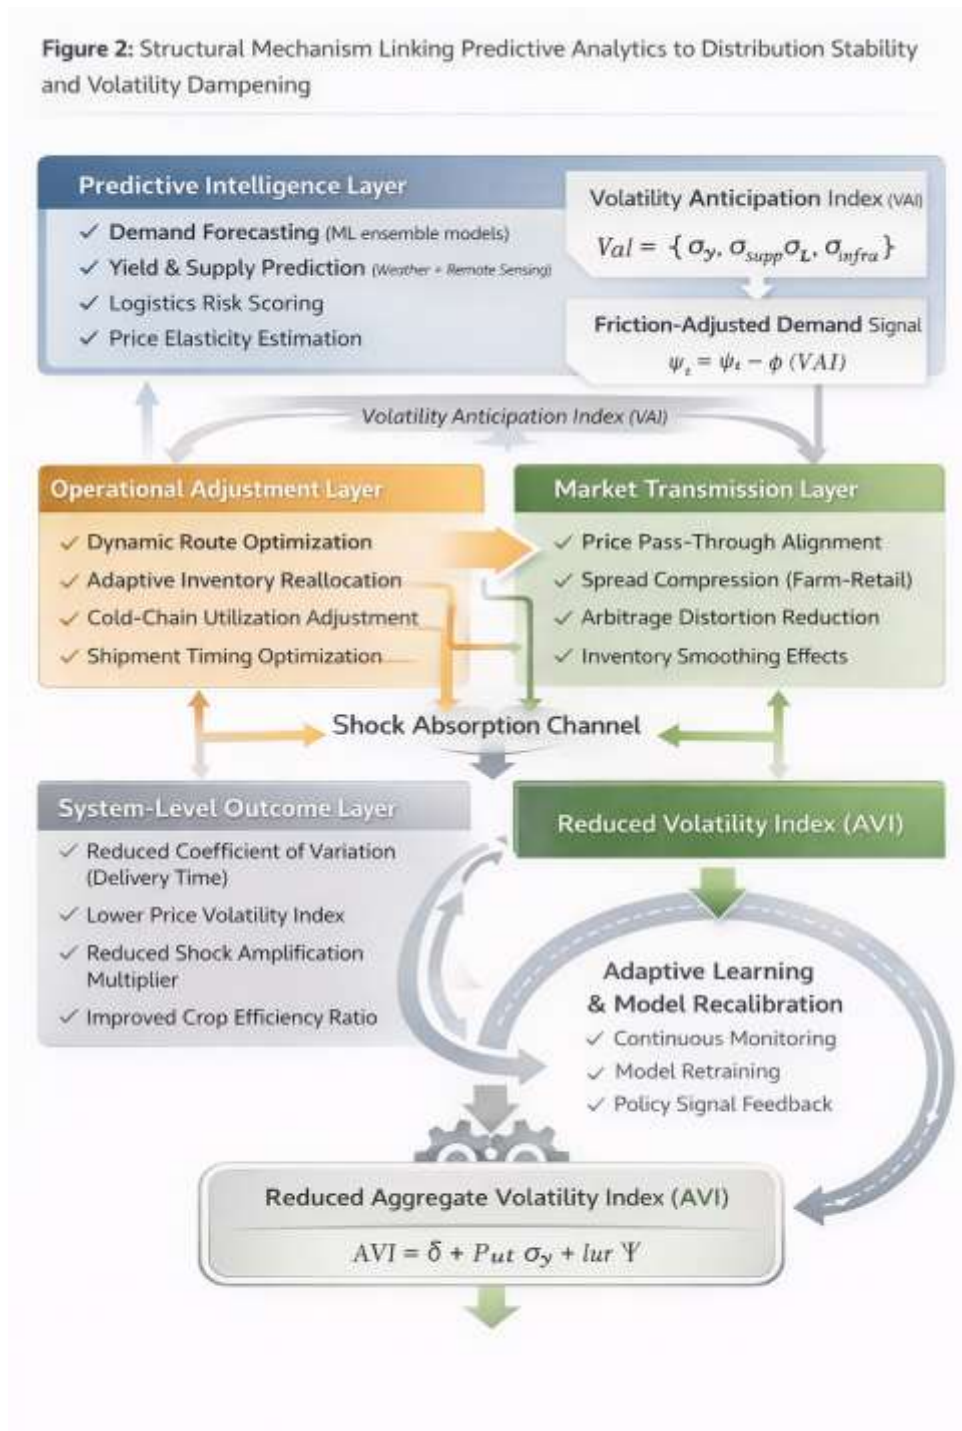 Figure 2: Structural Mechanism Linking Predictive Analytics to Distribution Stability
and Volatility Dampening
Predictive Intelligence Layer
✓ Demand Forecasting (ML ensemble models)
✓ Yield & Supply Prediction (Weather + Remote Sensing)
✓ Logistics Risk Scoring
✓ Price Elasticity Estimation
Volatility Anticipation Index (VAI)
Val = { σy, σsupp σL, σinfra }
Friction-Adjusted Demand Signal
ψt = ψt − ϕ (VAI)
Volatility Anticipation Index (VAI)
Operational Adjustment Layer
✓ Dynamic Route Optimization
✓ Adaptive Inventory Reallocation
✓ Cold-Chain Utilization Adjustment
✓ Shipment Timing Optimization
Market Transmission Layer
✓ Price Pass-Through Alignment
✓ Spread Compression (Farm-Retail)
✓ Arbitrage Distortion Reduction
✓ Inventory Smoothing Effects
Shock Absorption Channel
System-Level Outcome Layer
✓ Reduced Coefficient of Variation
(Delivery Time)
✓ Lower Price Volatility Index
✓ Reduced Shock Amplification
Multiplier
✓ Improved Crop Efficiency Ratio
Reduced Volatility Index (AVI)
Adaptive Learning
& Model Recalibration
✓ Continuous Monitoring
✓ Model Retraining
✓ Policy Signal Feedback
Reduced Aggregate Volatility Index (AVI)
AVI = δ + Put σy + lur Ψ